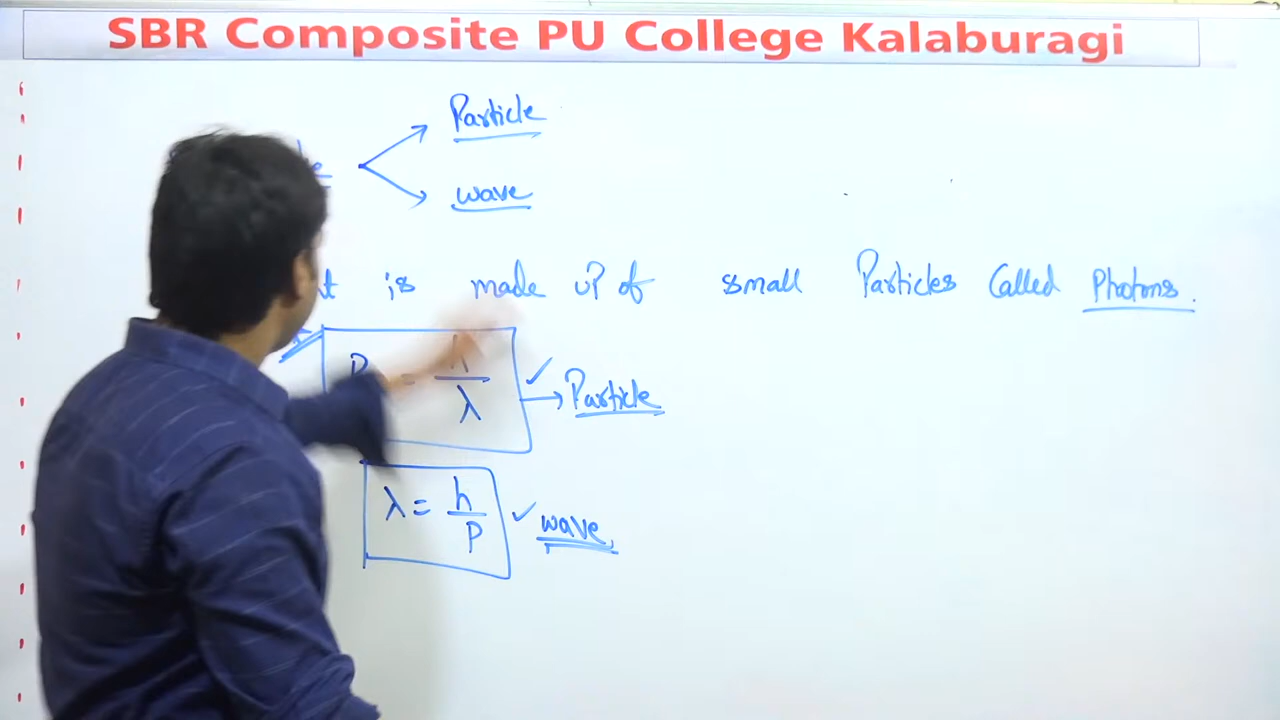 SBR Composite PU College Kalaburagi
Particle
wave
is made uP of small Particles Called Photons.
P = h/λ → Particle
λ = h/P wave